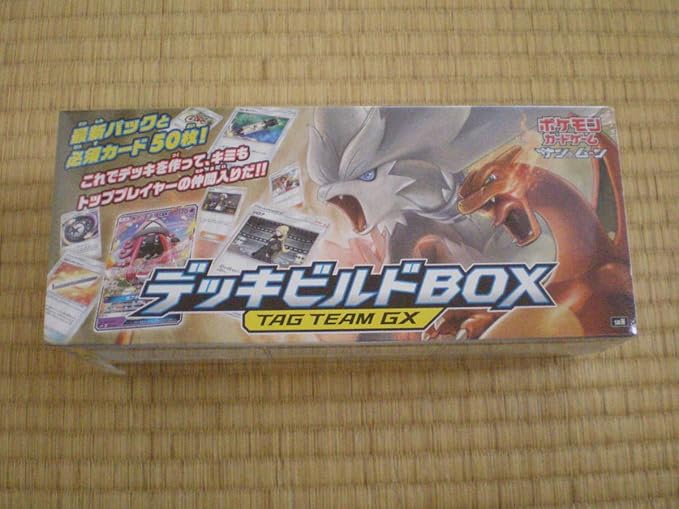 最新パックと
必須カード50枚!
これでデッキを作って、キミも
トッププレイヤーの仲間入りだ!!
ポケモン
カードゲーム
サン&ムーン
デッキビルドBOX
TAG TEAM GX